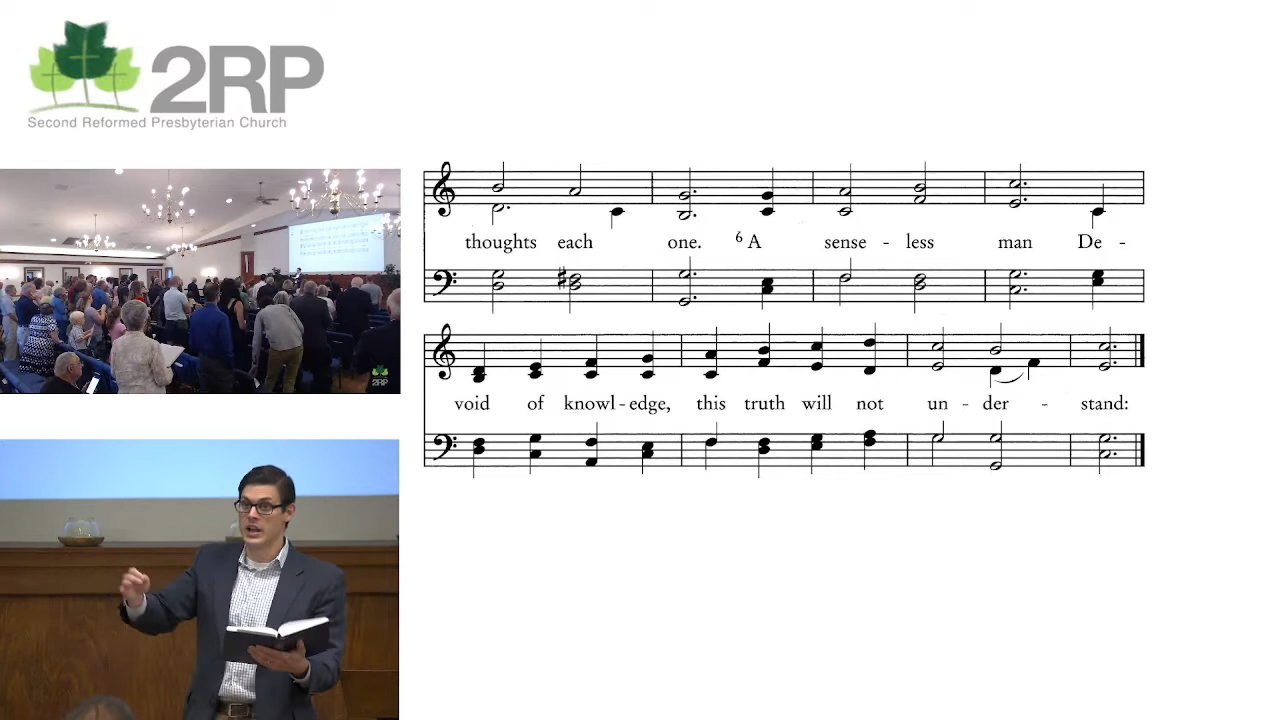 2RP
Second Reformed Presbyterian Church
thoughts each one. 6 A sense - less man De -
void of knowl - edge, this truth will not un - der - stand:
2RP